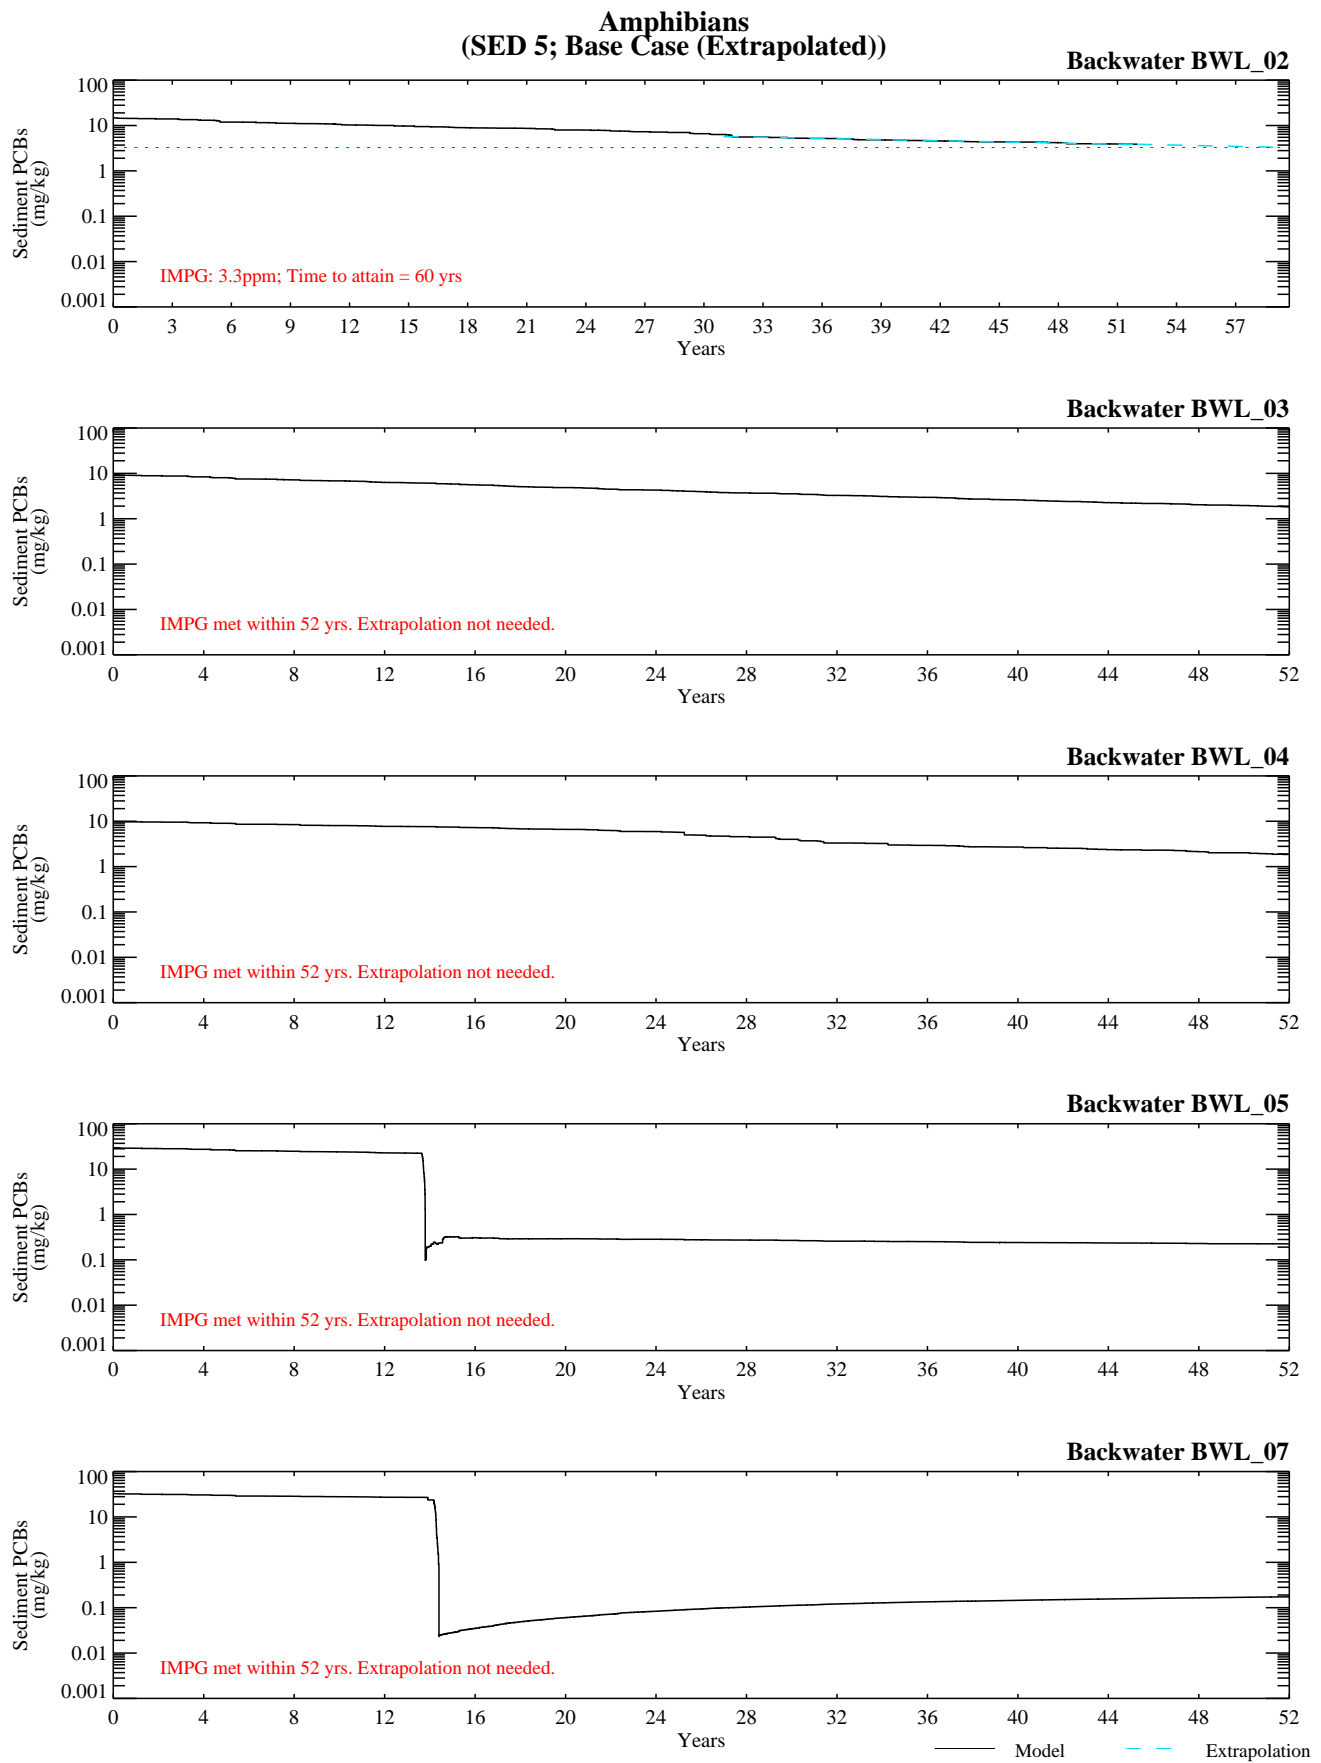 Amphibians
(SED 5; Base Case (Extrapolated))
Backwater BWL_02
Sediment PCBs
(mg/kg)
100
10
1
0.1
0.01
0.001
IMPG: 3.3ppm; Time to attain = 60 yrs
0 3 6 9 12 15 18 21 24 27 30 33 36 39 42 45 48 51 54 57
Years
Backwater BWL_03
Sediment PCBs
(mg/kg)
100
10
1
0.1
0.01
0.001
IMPG met within 52 yrs. Extrapolation not needed.
0 4 8 12 16 20 24 28 32 36 40 44 48 52
Years
Backwater BWL_04
Sediment PCBs
(mg/kg)
100
10
1
0.1
0.01
0.001
IMPG met within 52 yrs. Extrapolation not needed.
0 4 8 12 16 20 24 28 32 36 40 44 48 52
Years
Backwater BWL_05
Sediment PCBs
(mg/kg)
100
10
1
0.1
0.01
0.001
IMPG met within 52 yrs. Extrapolation not needed.
0 4 8 12 16 20 24 28 32 36 40 44 48 52
Years
Backwater BWL_07
Sediment PCBs
(mg/kg)
100
10
1
0.1
0.01
0.001
IMPG met within 52 yrs. Extrapolation not needed.
0 4 8 12 16 20 24 28 32 36 40 44 48 52
Years
Model Extrapolation